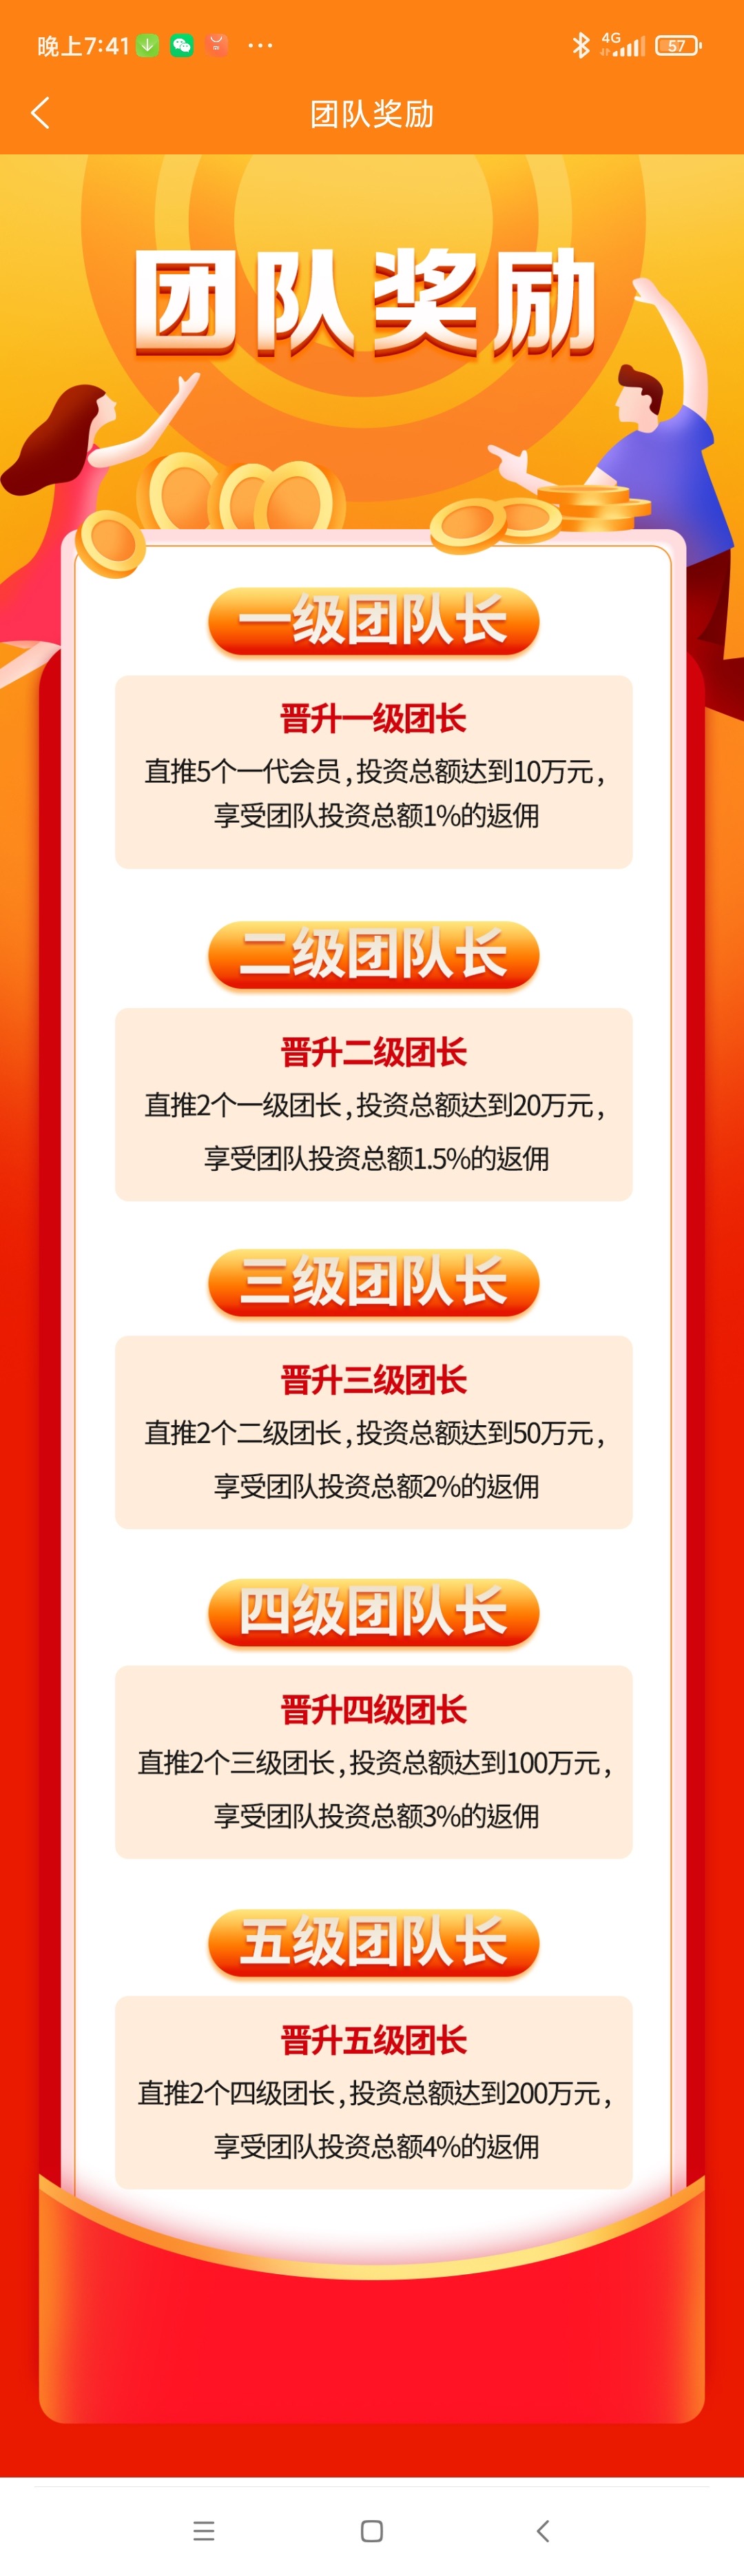 晚上7:41
4G
57
团队奖励
团队奖励
一级团队长
晋升一级团长
直推5个一代会员,投资总额达到10万元,
享受团队投资总额1%的返佣
二级团队长
晋升二级团长
直推2个一级团长,投资总额达到20万元,
享受团队投资总额1.5%的返佣
三级团队长
晋升三级团长
直推2个二级团长,投资总额达到50万元,
享受团队投资总额2%的返佣
四级团队长
晋升四级团长
直推2个三级团长,投资总额达到100万元,
享受团队投资总额3%的返佣
五级团队长
晋升五级团长
直推2个四级团长,投资总额达到200万元,
享受团队投资总额4%的返佣